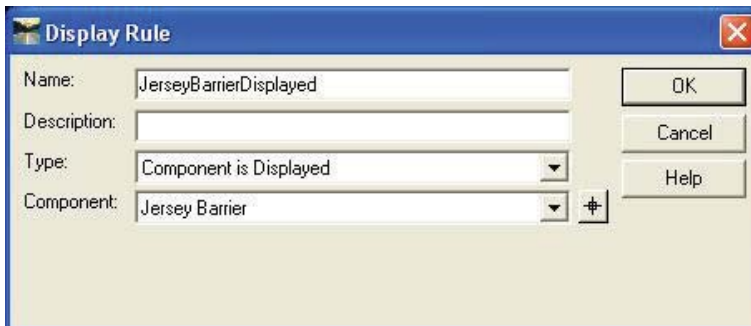 Display Rule
Name: JerseyBarrierDisplayed OK
Description: Cancel
Type: Component is Displayed Help
Component: Jersey Barrier